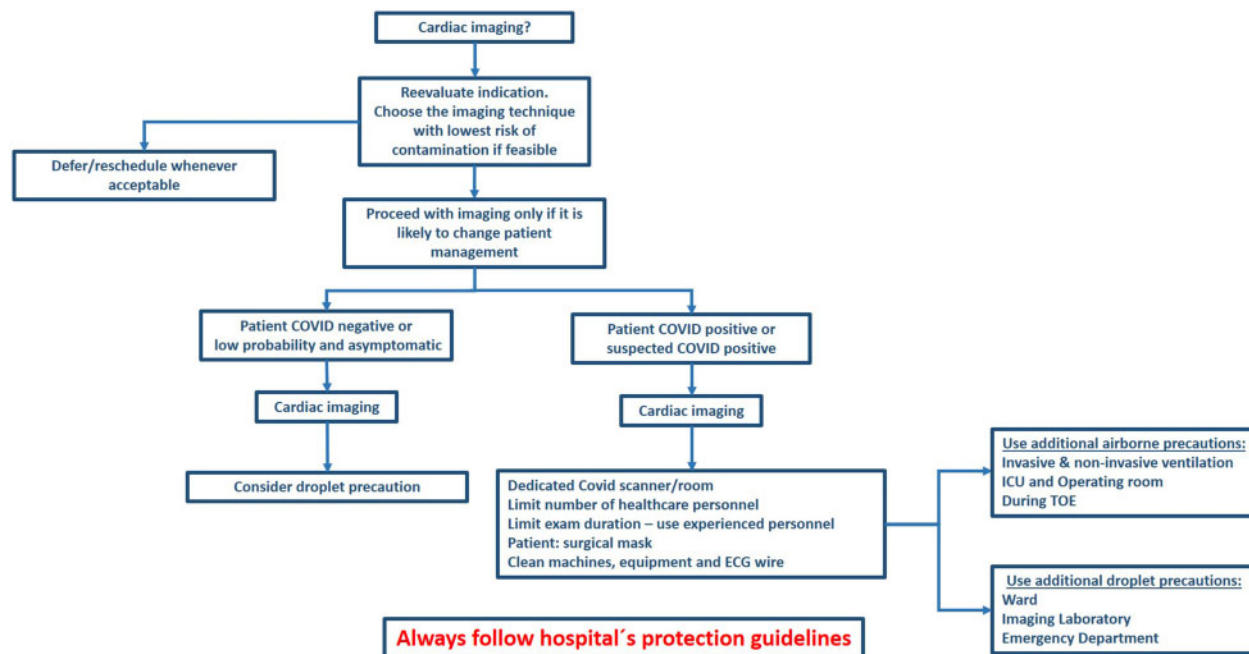 Cardiac imaging?
Reevaluate indication.
Choose the imaging technique
with lowest risk of
contamination if feasible
Defer/reschedule whenever
acceptable
Proceed with imaging only if it is
likely to change patient
management
Patient COVID negative or
low probability and asymptomatic
Patient COVID positive or
suspected COVID positive
Cardiac imaging
Cardiac imaging
Consider droplet precaution
Dedicated Covid scanner/room
Limit number of healthcare personnel
Limit exam duration – use experienced personnel
Patient: surgical mask
Clean machines, equipment and ECG wire
Use additional airborne precautions:
Invasive & non-invasive ventilation
ICU and Operating room
During TOE
Use additional droplet precautions:
Ward
Imaging Laboratory
Emergency Department
Always follow hospital´s protection guidelines